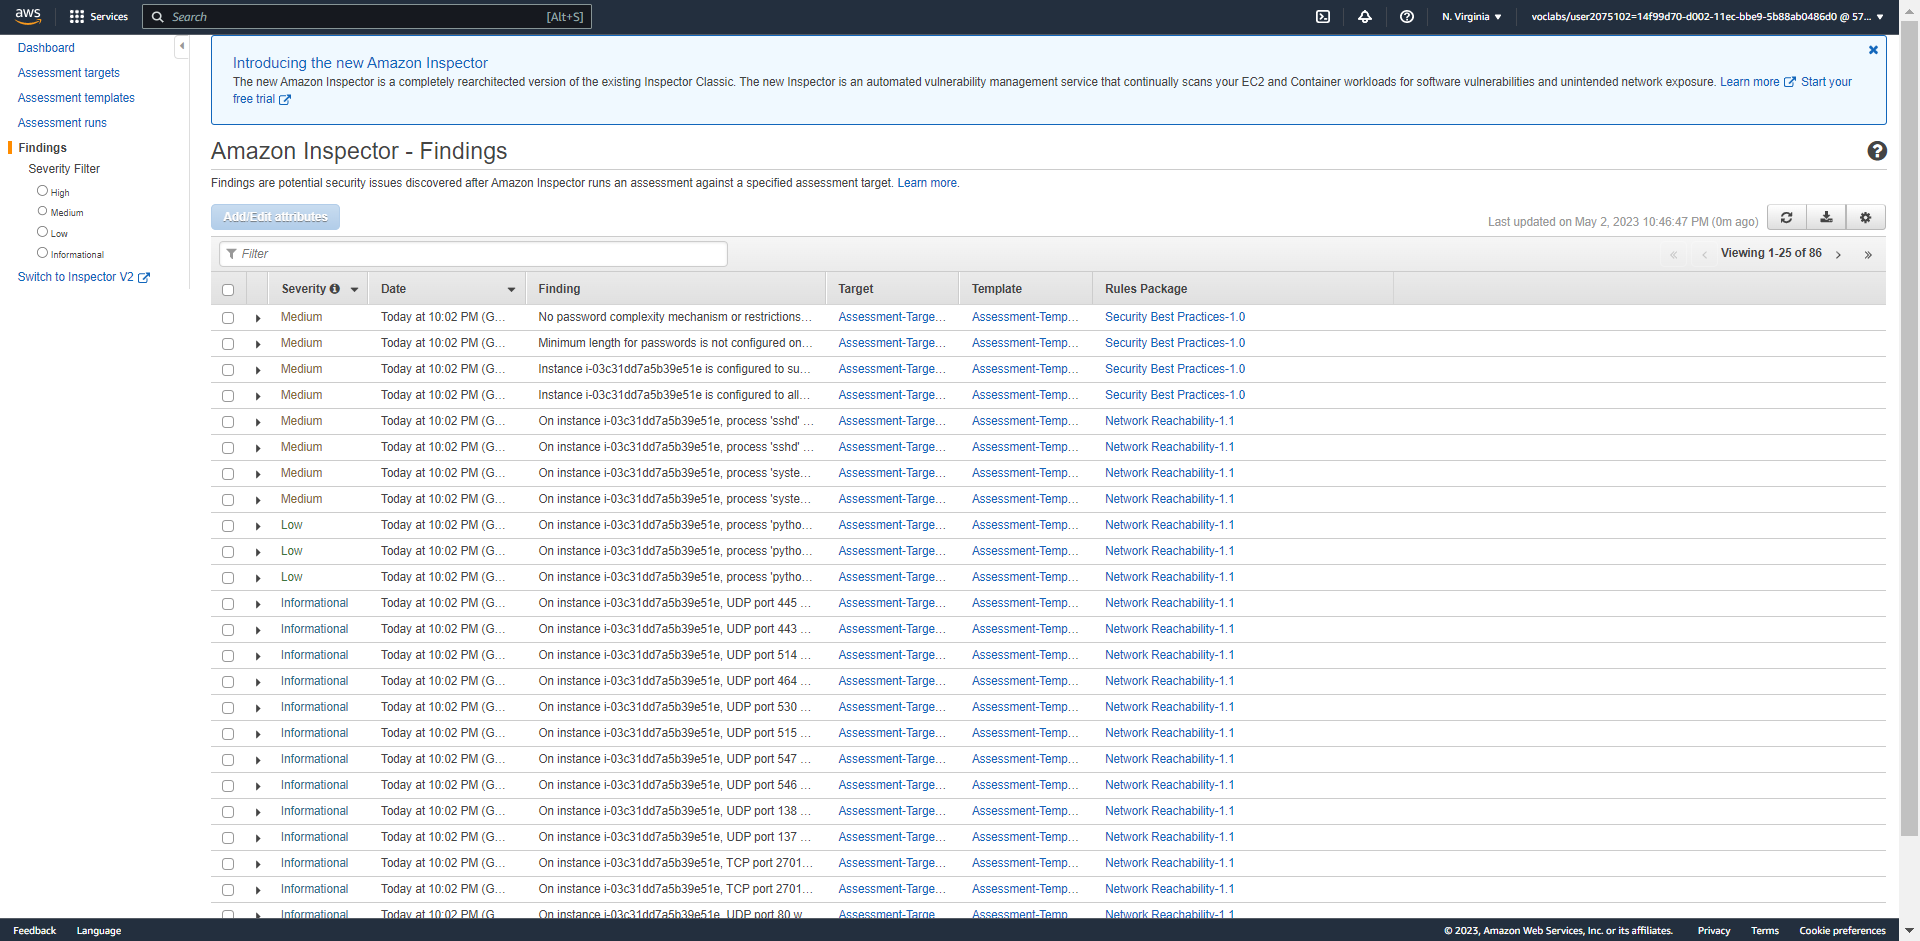 aws Services Search [Alt+S] N. Virginia voclabs/user2075102=14f99d70-d002-11ec-bbe9-5b88ab0486d0 @ 57...
Dashboard
Assessment targets
Assessment templates
Assessment runs
Findings
Severity Filter
High
Medium
Low
Informational
Switch to Inspector V2
Introducing the new Amazon Inspector
The new Amazon Inspector is a completely rearchitected version of the existing Inspector Classic. The new Inspector is an automated vulnerability management service that continually scans your EC2 and Container workloads for software vulnerabilities and unintended network exposure. Learn more Start your
free trial
Amazon Inspector - Findings
Findings are potential security issues discovered after Amazon Inspector runs an assessment against a specified assessment target. Learn more.
Add/Edit attributes
Last updated on May 2, 2023 10:46:47 PM (0m ago)
Filter
« ‹ Viewing 1-25 of 86 › »
Severity Date Finding Target Template Rules Package
Medium Today at 10:02 PM (G... No password complexity mechanism or restrictions... Assessment-Targe... Assessment-Temp... Security Best Practices-1.0
Medium Today at 10:02 PM (G... Minimum length for passwords is not configured on... Assessment-Targe... Assessment-Temp... Security Best Practices-1.0
Medium Today at 10:02 PM (G... Instance i-03c31dd7a5b39e51e is configured to su... Assessment-Targe... Assessment-Temp... Security Best Practices-1.0
Medium Today at 10:02 PM (G... Instance i-03c31dd7a5b39e51e is configured to all... Assessment-Targe... Assessment-Temp... Security Best Practices-1.0
Medium Today at 10:02 PM (G... On instance i-03c31dd7a5b39e51e, process 'sshd' ... Assessment-Targe... Assessment-Temp... Network Reachability-1.1
Medium Today at 10:02 PM (G... On instance i-03c31dd7a5b39e51e, process 'sshd' ... Assessment-Targe... Assessment-Temp... Network Reachability-1.1
Medium Today at 10:02 PM (G... On instance i-03c31dd7a5b39e51e, process 'syste... Assessment-Targe... Assessment-Temp... Network Reachability-1.1
Medium Today at 10:02 PM (G... On instance i-03c31dd7a5b39e51e, process 'syste... Assessment-Targe... Assessment-Temp... Network Reachability-1.1
Low Today at 10:02 PM (G... On instance i-03c31dd7a5b39e51e, process 'pytho... Assessment-Targe... Assessment-Temp... Network Reachability-1.1
Low Today at 10:02 PM (G... On instance i-03c31dd7a5b39e51e, process 'pytho... Assessment-Targe... Assessment-Temp... Network Reachability-1.1
Low Today at 10:02 PM (G... On instance i-03c31dd7a5b39e51e, process 'pytho... Assessment-Targe... Assessment-Temp... Network Reachability-1.1
Informational Today at 10:02 PM (G... On instance i-03c31dd7a5b39e51e, UDP port 445 ... Assessment-Targe... Assessment-Temp... Network Reachability-1.1
Informational Today at 10:02 PM (G... On instance i-03c31dd7a5b39e51e, UDP port 443 ... Assessment-Targe... Assessment-Temp... Network Reachability-1.1
Informational Today at 10:02 PM (G... On instance i-03c31dd7a5b39e51e, UDP port 514 ... Assessment-Targe... Assessment-Temp... Network Reachability-1.1
Informational Today at 10:02 PM (G... On instance i-03c31dd7a5b39e51e, UDP port 464 ... Assessment-Targe... Assessment-Temp... Network Reachability-1.1
Informational Today at 10:02 PM (G... On instance i-03c31dd7a5b39e51e, UDP port 530 ... Assessment-Targe... Assessment-Temp... Network Reachability-1.1
Informational Today at 10:02 PM (G... On instance i-03c31dd7a5b39e51e, UDP port 515 ... Assessment-Targe... Assessment-Temp... Network Reachability-1.1
Informational Today at 10:02 PM (G... On instance i-03c31dd7a5b39e51e, UDP port 547 ... Assessment-Targe... Assessment-Temp... Network Reachability-1.1
Informational Today at 10:02 PM (G... On instance i-03c31dd7a5b39e51e, UDP port 546 ... Assessment-Targe... Assessment-Temp... Network Reachability-1.1
Informational Today at 10:02 PM (G... On instance i-03c31dd7a5b39e51e, UDP port 138 ... Assessment-Targe... Assessment-Temp... Network Reachability-1.1
Informational Today at 10:02 PM (G... On instance i-03c31dd7a5b39e51e, UDP port 137 ... Assessment-Targe... Assessment-Temp... Network Reachability-1.1
Informational Today at 10:02 PM (G... On instance i-03c31dd7a5b39e51e, TCP port 2701... Assessment-Targe... Assessment-Temp... Network Reachability-1.1
Informational Today at 10:02 PM (G... On instance i-03c31dd7a5b39e51e, TCP port 2701... Assessment-Targe... Assessment-Temp... Network Reachability-1.1
Informational Today at 10:02 PM (G... On instance i-03c31dd7a5b39e51e, UDP port 80 w... Assessment-Targe... Assessment-Temp... Network Reachability-1.1
Feedback Language © 2023, Amazon Web Services, Inc. or its affiliates. Privacy Terms Cookie preferences